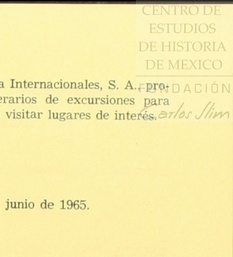 CENTRO DE
ESTUDIOS
DE HISTORIA
DE MEXICO
FUNDACIÓN
Carlos Slim
a Internacionales, S. A., pro-
erarios de excursiones para
visitar lugares de interés.
junio de 1965.